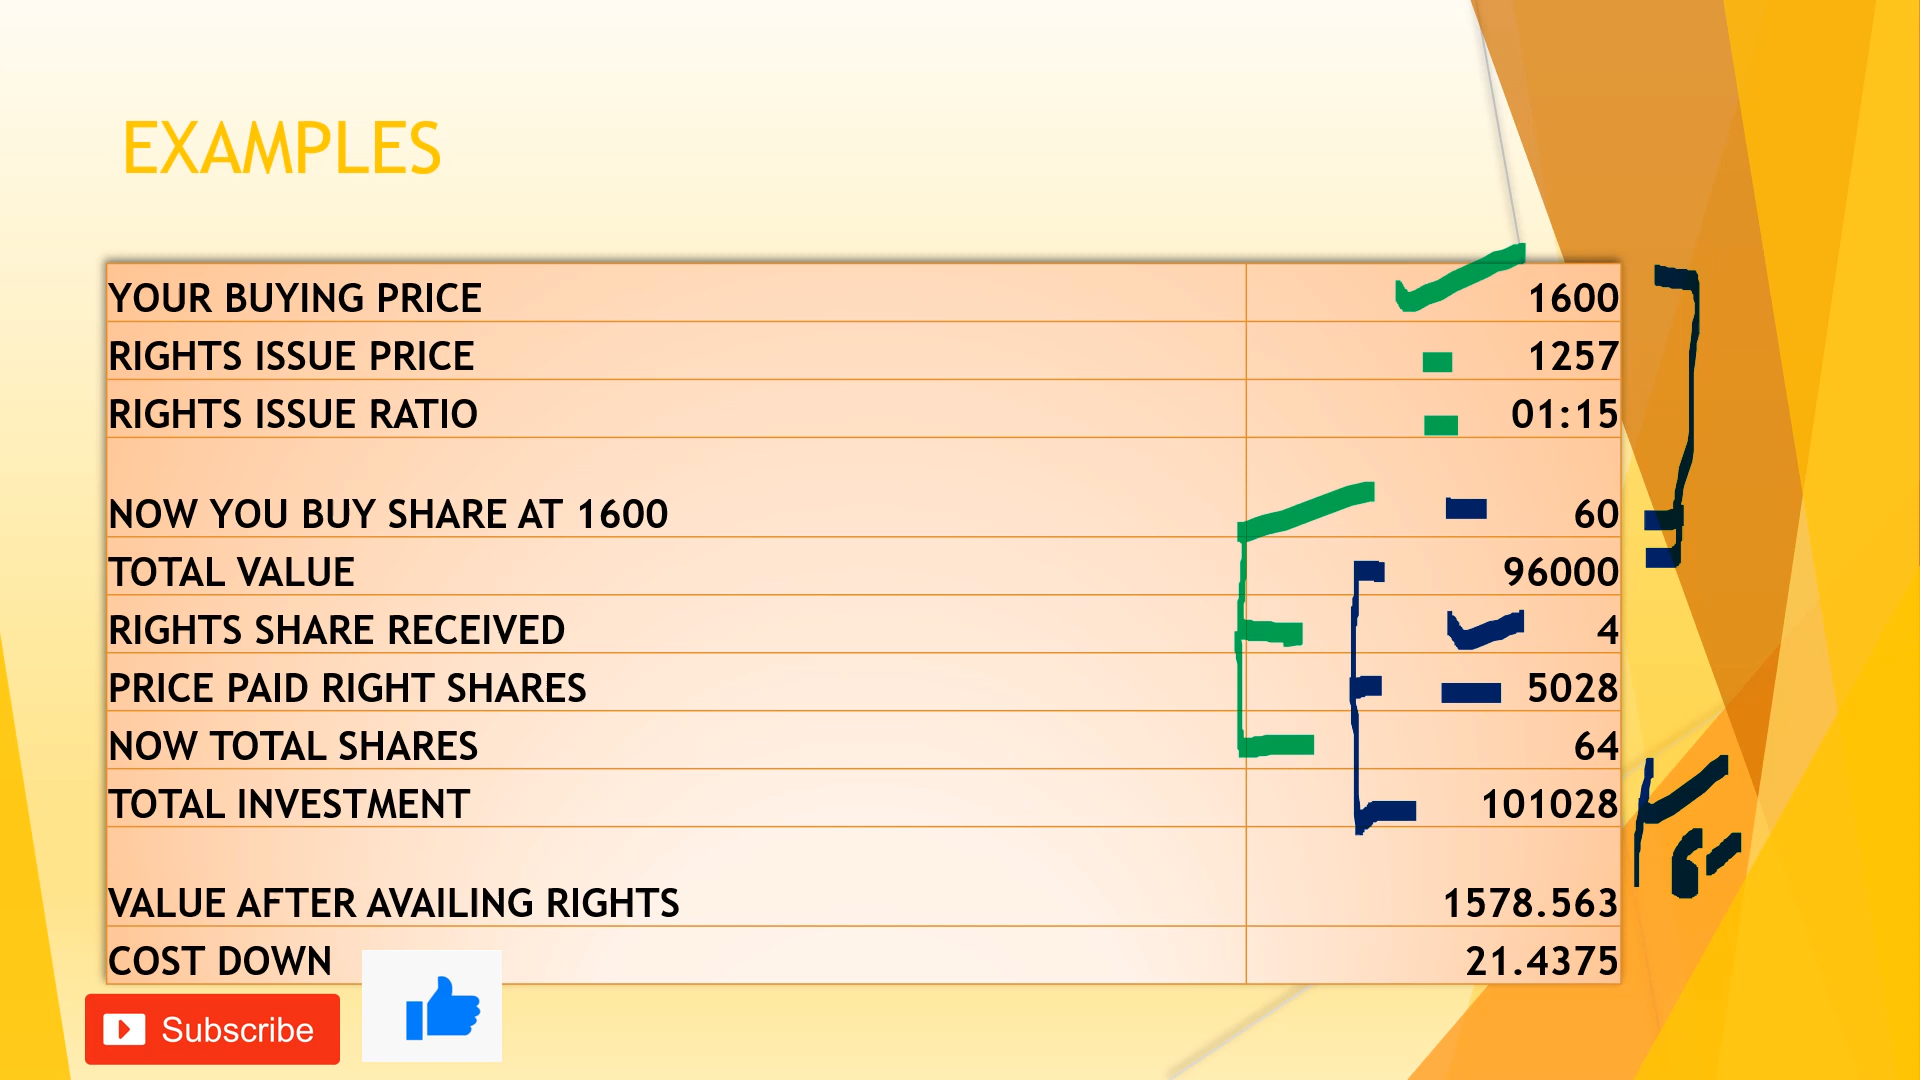 EXAMPLES
YOUR BUYING PRICE 1600
RIGHTS ISSUE PRICE 1257
RIGHTS ISSUE RATIO 01:15
NOW YOU BUY SHARE AT 1600 60
TOTAL VALUE 96000
RIGHTS SHARE RECEIVED 4
PRICE PAID RIGHT SHARES 5028
NOW TOTAL SHARES 64
TOTAL INVESTMENT 101028
VALUE AFTER AVAILING RIGHTS 1578.563
COST DOWN 21.4375
Subscribe